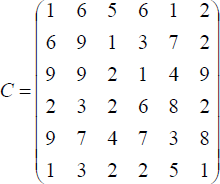 C = 
1 6 5 6 1 2
6 9 1 3 7 2
9 9 2 1 4 9
2 3 2 6 8 2
9 7 4 7 3 8
1 3 2 2 5 1